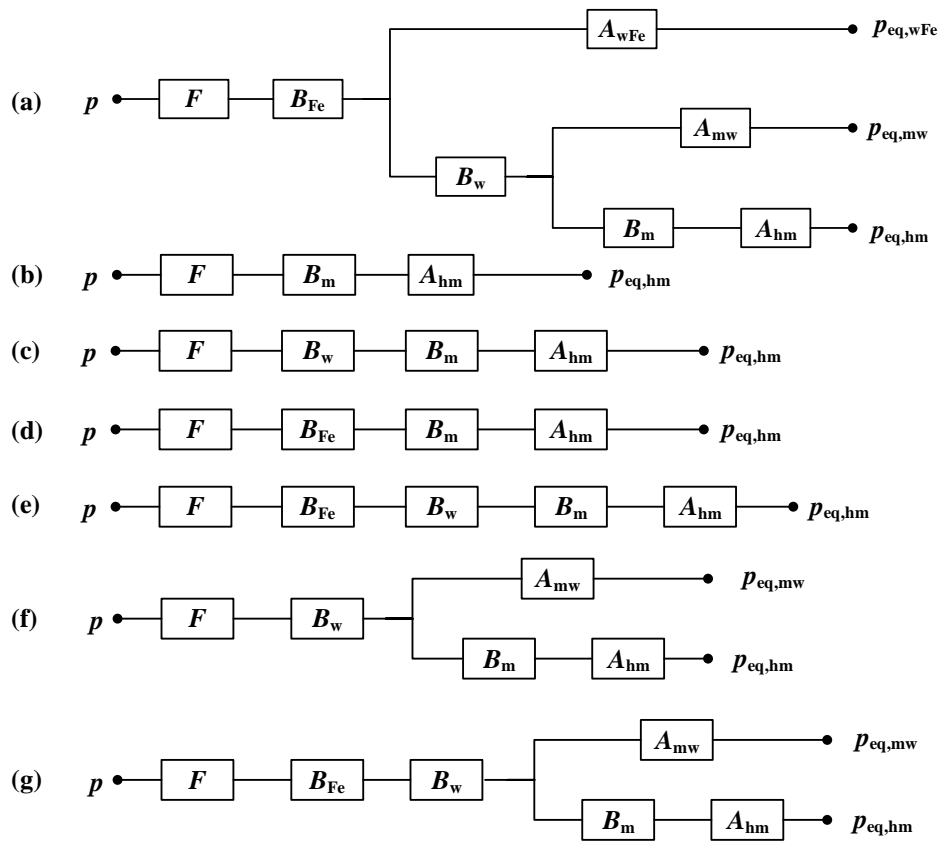 A_wFe p_eq,wFe
(a) p F B_Fe
A_mw p_eq,mw
B_w
B_m A_hm p_eq,hm
(b) p F B_m A_hm p_eq,hm
(c) p F B_w B_m A_hm p_eq,hm
(d) p F B_Fe B_m A_hm p_eq,hm
(e) p F B_Fe B_w B_m A_hm p_eq,hm
A_mw p_eq,mw
(f) p F B_w
B_m A_hm p_eq,hm
A_mw p_eq,mw
(g) p F B_Fe B_w
B_m A_hm p_eq,hm